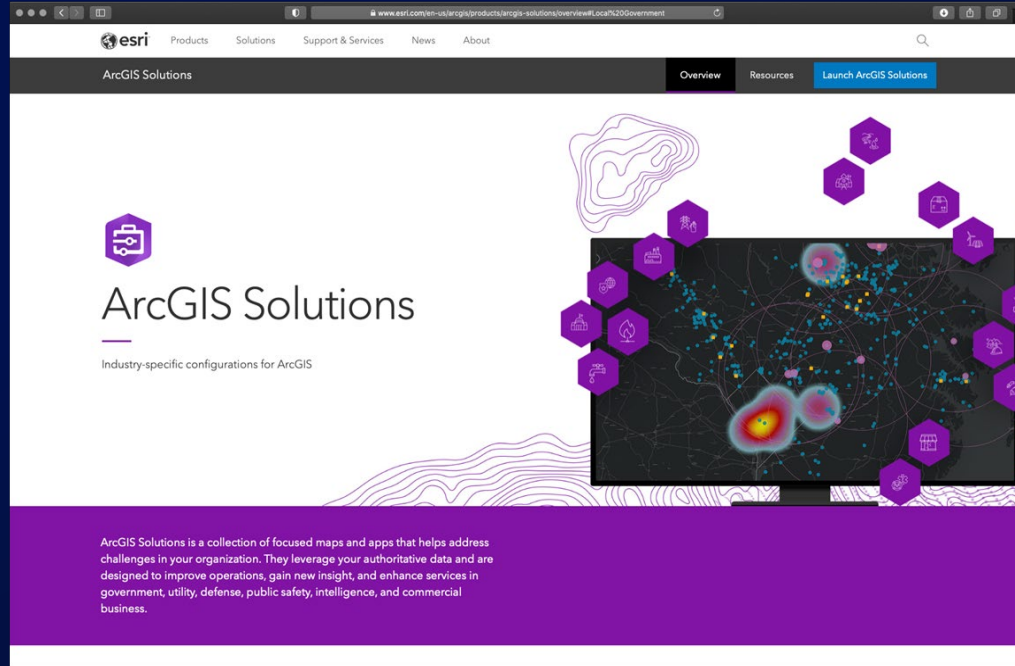 www.esri.com/en-us/arcgis/products/arcgis-solutions/overview#Local%20Government
esri Products Solutions Support & Services News About
ArcGIS Solutions Overview Resources Launch ArcGIS Solutions
ArcGIS Solutions
Industry-specific configurations for ArcGIS
ArcGIS Solutions is a collection of focused maps and apps that helps address
challenges in your organization. They leverage your authoritative data and are
designed to improve operations, gain new insight, and enhance services in
government, utility, defense, public safety, intelligence, and commercial
business.